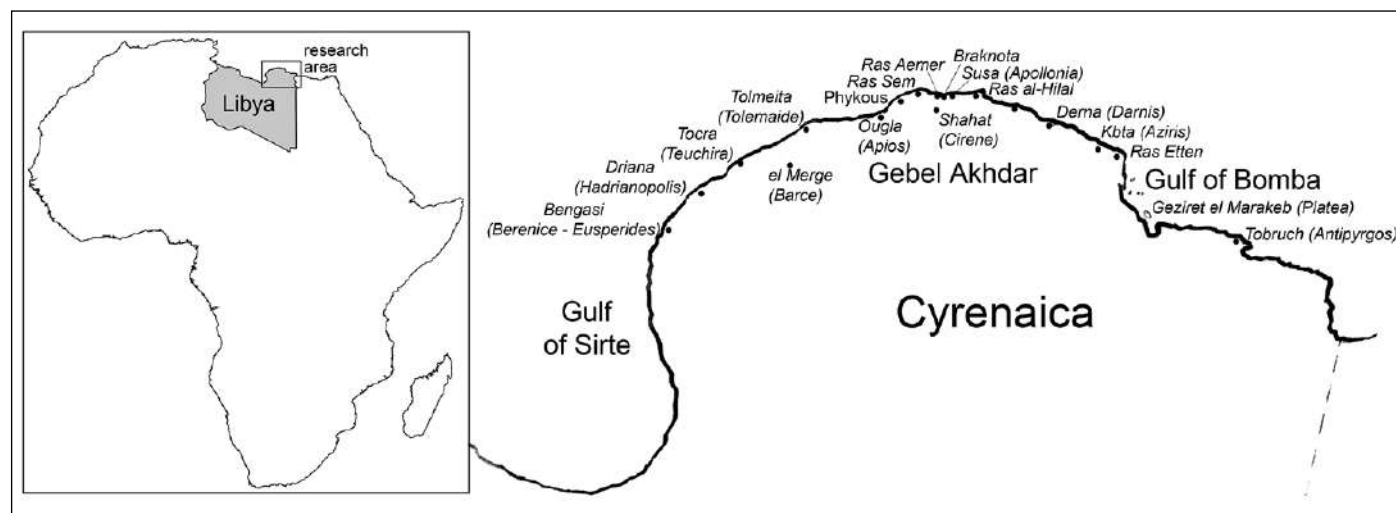 research
area
Libya
Ras Aemer
Braknota
Ras Sem
Susa (Apollonia)
Phykous
Ras al-Hilal
Tolmeita
(Tolemaide)
Ougla
(Apios)
Shahat
(Cirene)
Derna (Darnis)
Kbta (Aziris)
Ras Etten
Tocra
(Teuchira)
Driana
(Hadrianopolis)
el Merge
(Barce)
Gebel Akhdar
Gulf of Bomba
Geziret el Marakeb (Platea)
Bengasi
(Berenice - Eusperides)
Tobruch (Antipyrgos)
Gulf
of Sirte
Cyrenaica